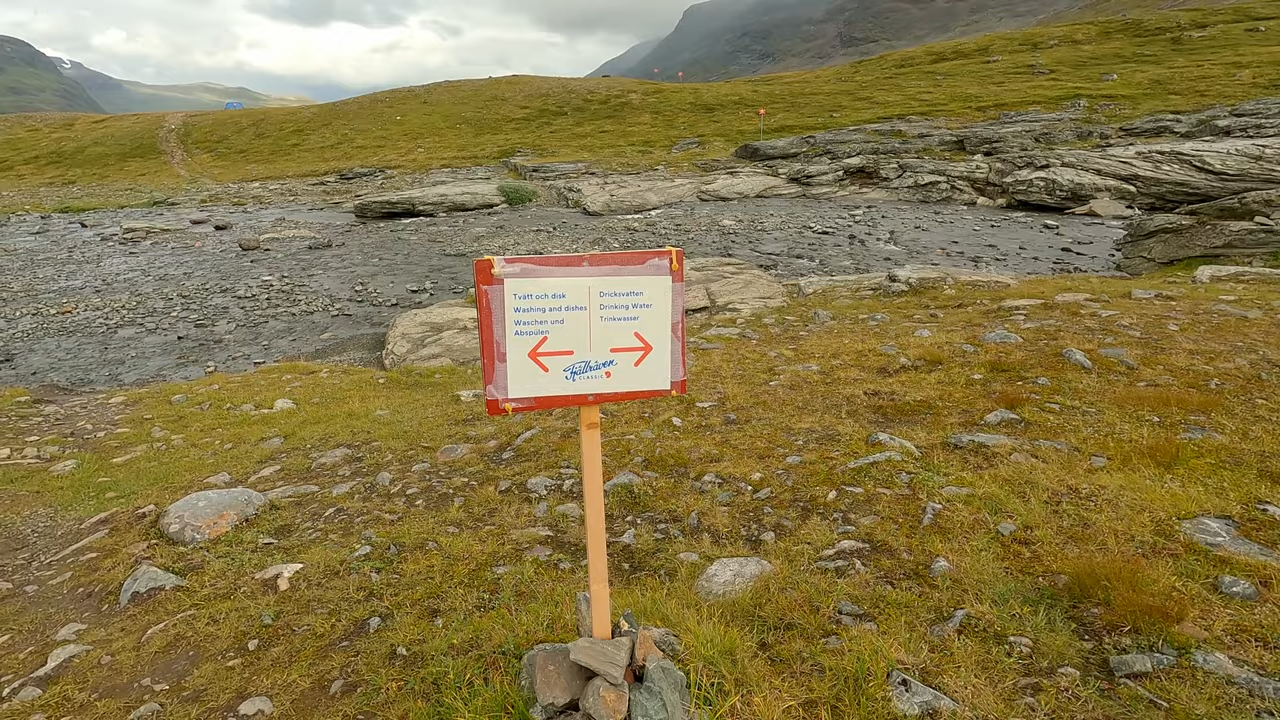 Tvätt och disk
Washing and dishes
Waschen und
Abspülen
Dricksvatten
Drinking Water
Trinkwasser
Fjällräven
CLASSIC